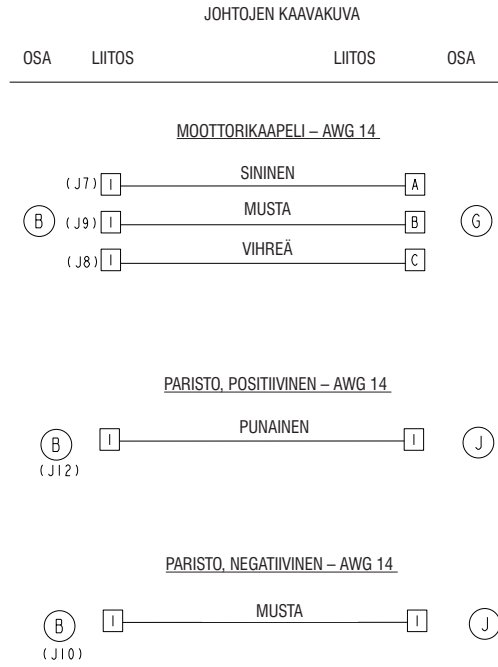 JOHTOJEN KAAVAKUVA
OSA LIITOS LIITOS OSA
MOOTTORIKAAPELI – AWG 14
(J7) I SININEN A
B (J9) I MUSTA B G
(J8) I VIHREÄ C
PARISTO, POSITIIVINEN – AWG 14
B I PUNAINEN I J
(J12)
PARISTO, NEGATIIVINEN – AWG 14
B I MUSTA I J
(J10)